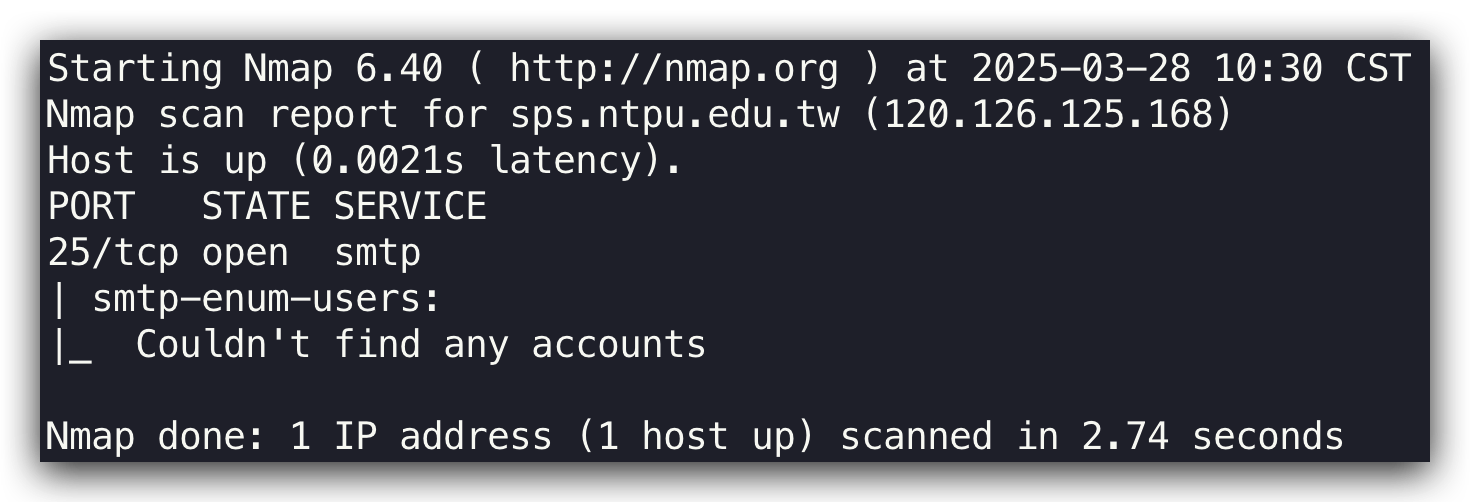 Starting Nmap 6.40 ( http://nmap.org ) at 2025-03-28 10:30 CST
Nmap scan report for sps.ntpu.edu.tw (120.126.125.168)
Host is up (0.0021s latency).
PORT   STATE SERVICE
25/tcp open  smtp
| smtp-enum-users:
|_  Couldn't find any accounts

Nmap done: 1 IP address (1 host up) scanned in 2.74 seconds